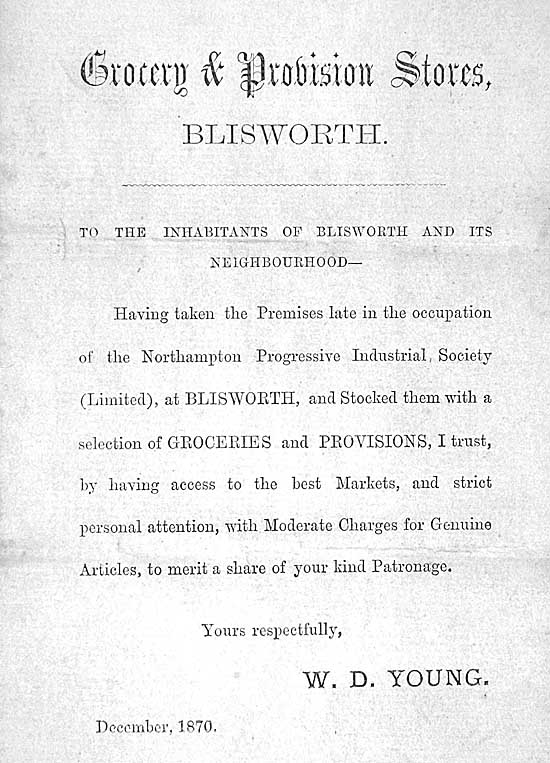 Grocery & Provision Stores,
BLISWORTH.
TO THE INHABITANTS OF BLISWORTH AND ITS
NEIGHBOURHOOD—
Having taken the Premises late in the occupation
of the Northampton Progressive Industrial, Society
(Limited), at BLISWORTH, and Stocked them with a
selection of GROCERIES and PROVISIONS, I trust,
by having access to the best Markets, and strict
personal attention, with Moderate Charges for Genuine
Articles, to merit a share of your kind Patronage.
Yours respectfully,
W. D. YOUNG.
December, 1870.